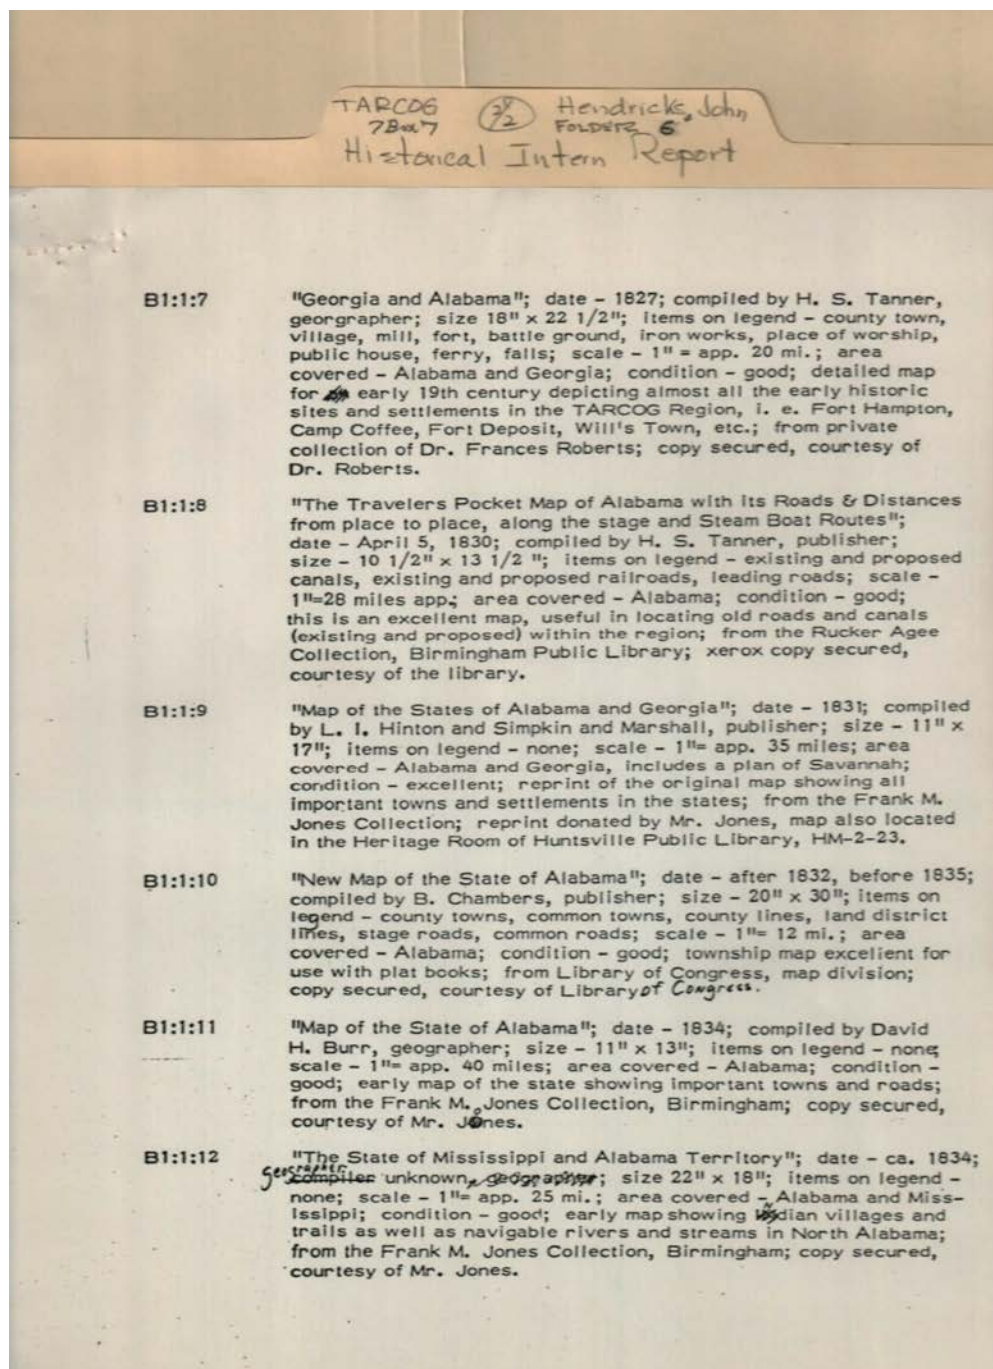 TARCOG
7Box7
Hendricks, John
FOLDER 6
Historical Intern Report
B1:1:7 "Georgia and Alabama"; date - 1827; compiled by H. S. Tanner,
georgrapher; size 18" x 22 1/2"; items on legend - county town,
village, mill, fort, battle ground, iron works, place of worship,
public house, ferry, falls; scale - 1" = app. 20 mi.; area
covered - Alabama and Georgia; condition - good; detailed map
for early 19th century depicting almost all the early historic
sites and settlements in the TARCOG Region, i. e. Fort Hampton,
Camp Coffee, Fort Deposit, Will's Town, etc.; from private
collection of Dr. Frances Roberts; copy secured, courtesy of
Dr. Roberts.
B1:1:8 "The Travelers Pocket Map of Alabama with its Roads & Distances
from place to place, along the stage and Steam Boat Routes";
date - April 5, 1830; compiled by H. S. Tanner, publisher;
size - 10 1/2" x 13 1/2 "; items on legend - existing and proposed
canals, existing and proposed railroads, leading roads; scale -
1"=28 miles app.; area covered - Alabama; condition - good;
this is an excellent map, useful in locating old roads and canals
(existing and proposed) within the region; from the Rucker Agee
Collection, Birmingham Public Library; xerox copy secured,
courtesy of the library.
B1:1:9 "Map of the States of Alabama and Georgia"; date - 1831; compiled
by L. I. Hinton and Simpkin and Marshall, publisher; size - 11" x
17"; items on legend - none; scale - 1"= app. 35 miles; area
covered - Alabama and Georgia, includes a plan of Savannah;
condition - excellent; reprint of the original map showing all
important towns and settlements in the states; from the Frank M.
Jones Collection; reprint donated by Mr. Jones, map also located
in the Heritage Room of Huntsville Public Library, HM-2-23.
B1:1:10 "New Map of the State of Alabama"; date - after 1832, before 1835;
compiled by B. Chambers, publisher; size - 20" x 30"; items on
legend - county towns, common towns, county lines, land district
lines, stage roads, common roads; scale - 1"= 12 mi.; area
covered - Alabama; condition - good; township map excellent for
use with plat books; from Library of Congress, map division;
copy secured, courtesy of Library of Congress.
B1:1:11 "Map of the State of Alabama"; date - 1834; compiled by David
H. Burr, geographer; size - 11" x 13"; items on legend - none;
scale - 1"= app. 40 miles; area covered - Alabama; condition -
good; early map of the state showing important towns and roads;
from the Frank M. Jones Collection, Birmingham; copy secured,
courtesy of Mr. Jones.
B1:1:12 "The State of Mississippi and Alabama Territory"; date - ca. 1834;
geographer
compiler unknown, geographer; size 22" x 18"; items on legend -
none; scale - 1"= app. 25 mi.; area covered - Alabama and Miss-
issippi; condition - good; early map showing Indian villages and
trails as well as navigable rivers and streams in North Alabama;
from the Frank M. Jones Collection, Birmingham; copy secured,
courtesy of Mr. Jones.